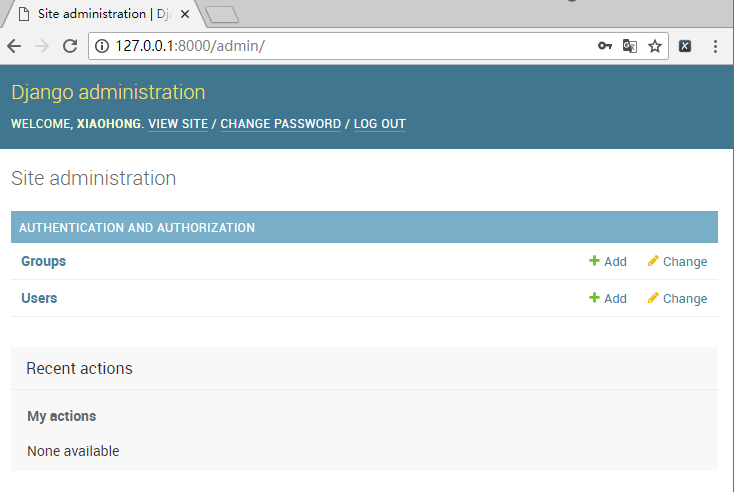 Site administration | Dj
127.0.0.1:8000/admin/
Django administration
WELCOME, XIAOHONG. VIEW SITE / CHANGE PASSWORD / LOG OUT
Site administration
AUTHENTICATION AND AUTHORIZATION
Groups Add Change
Users Add Change
Recent actions
My actions
None available